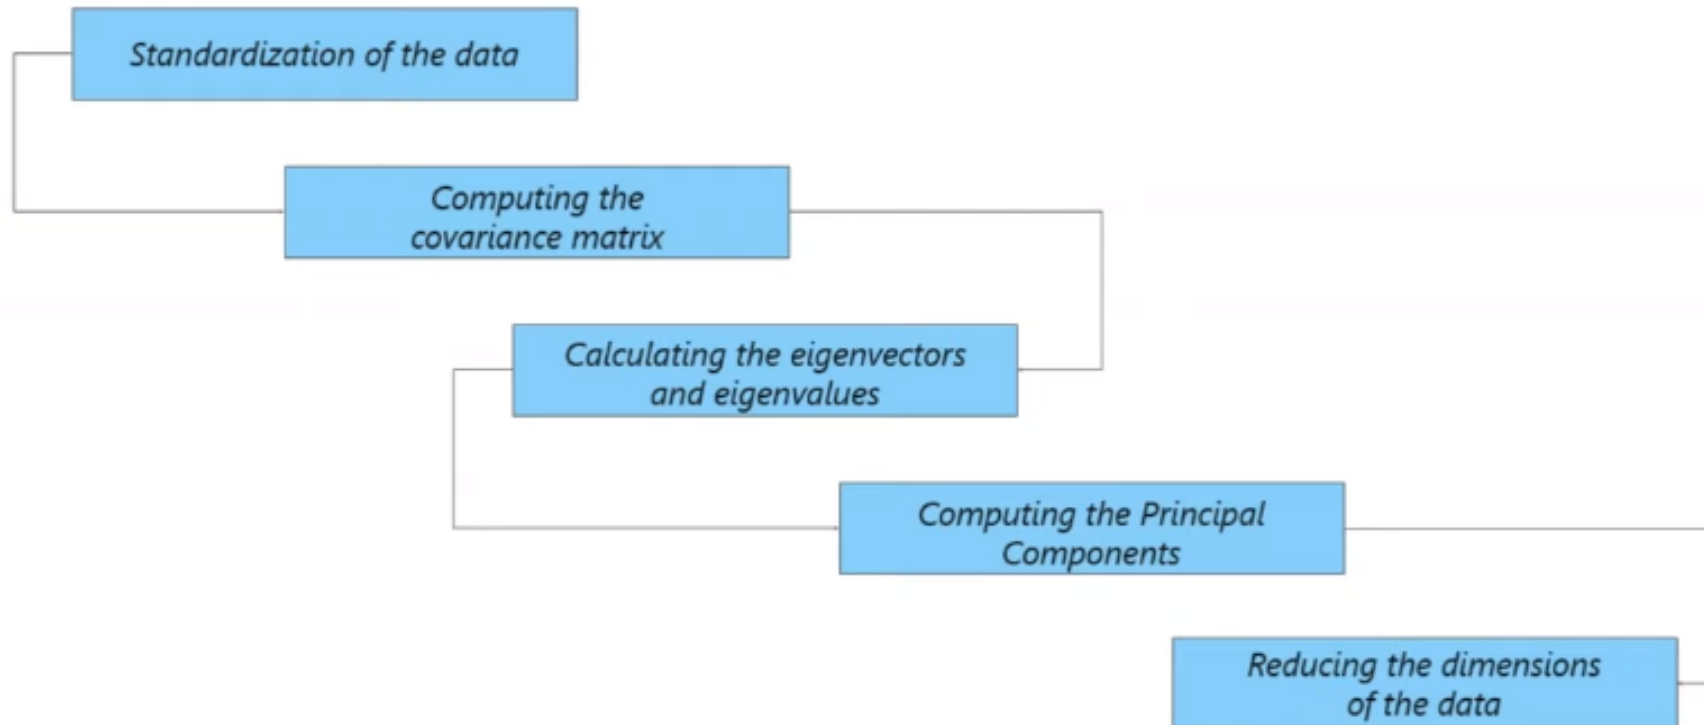 Standardization of the data
Computing the
covariance matrix
Calculating the eigenvectors
and eigenvalues
Computing the Principal
Components
Reducing the dimensions
of the data